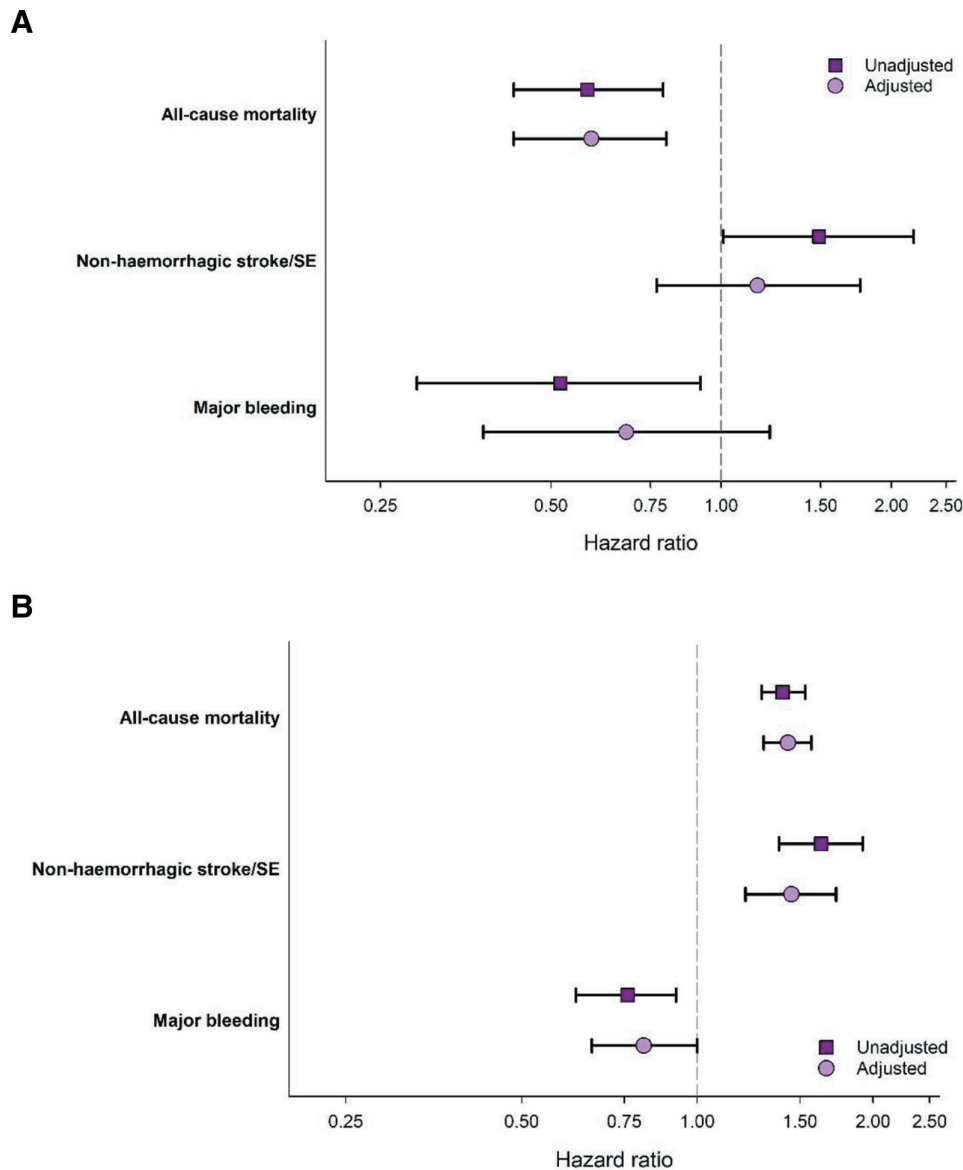 A
Unadjusted
Adjusted
All-cause mortality
Non-haemorrhagic stroke/SE
Major bleeding
0.25 0.50 0.75 1.00 1.50 2.00 2.50
Hazard ratio
B
All-cause mortality
Non-haemorrhagic stroke/SE
Major bleeding
Unadjusted
Adjusted
0.25 0.50 0.75 1.00 1.50 2.00 2.50
Hazard ratio